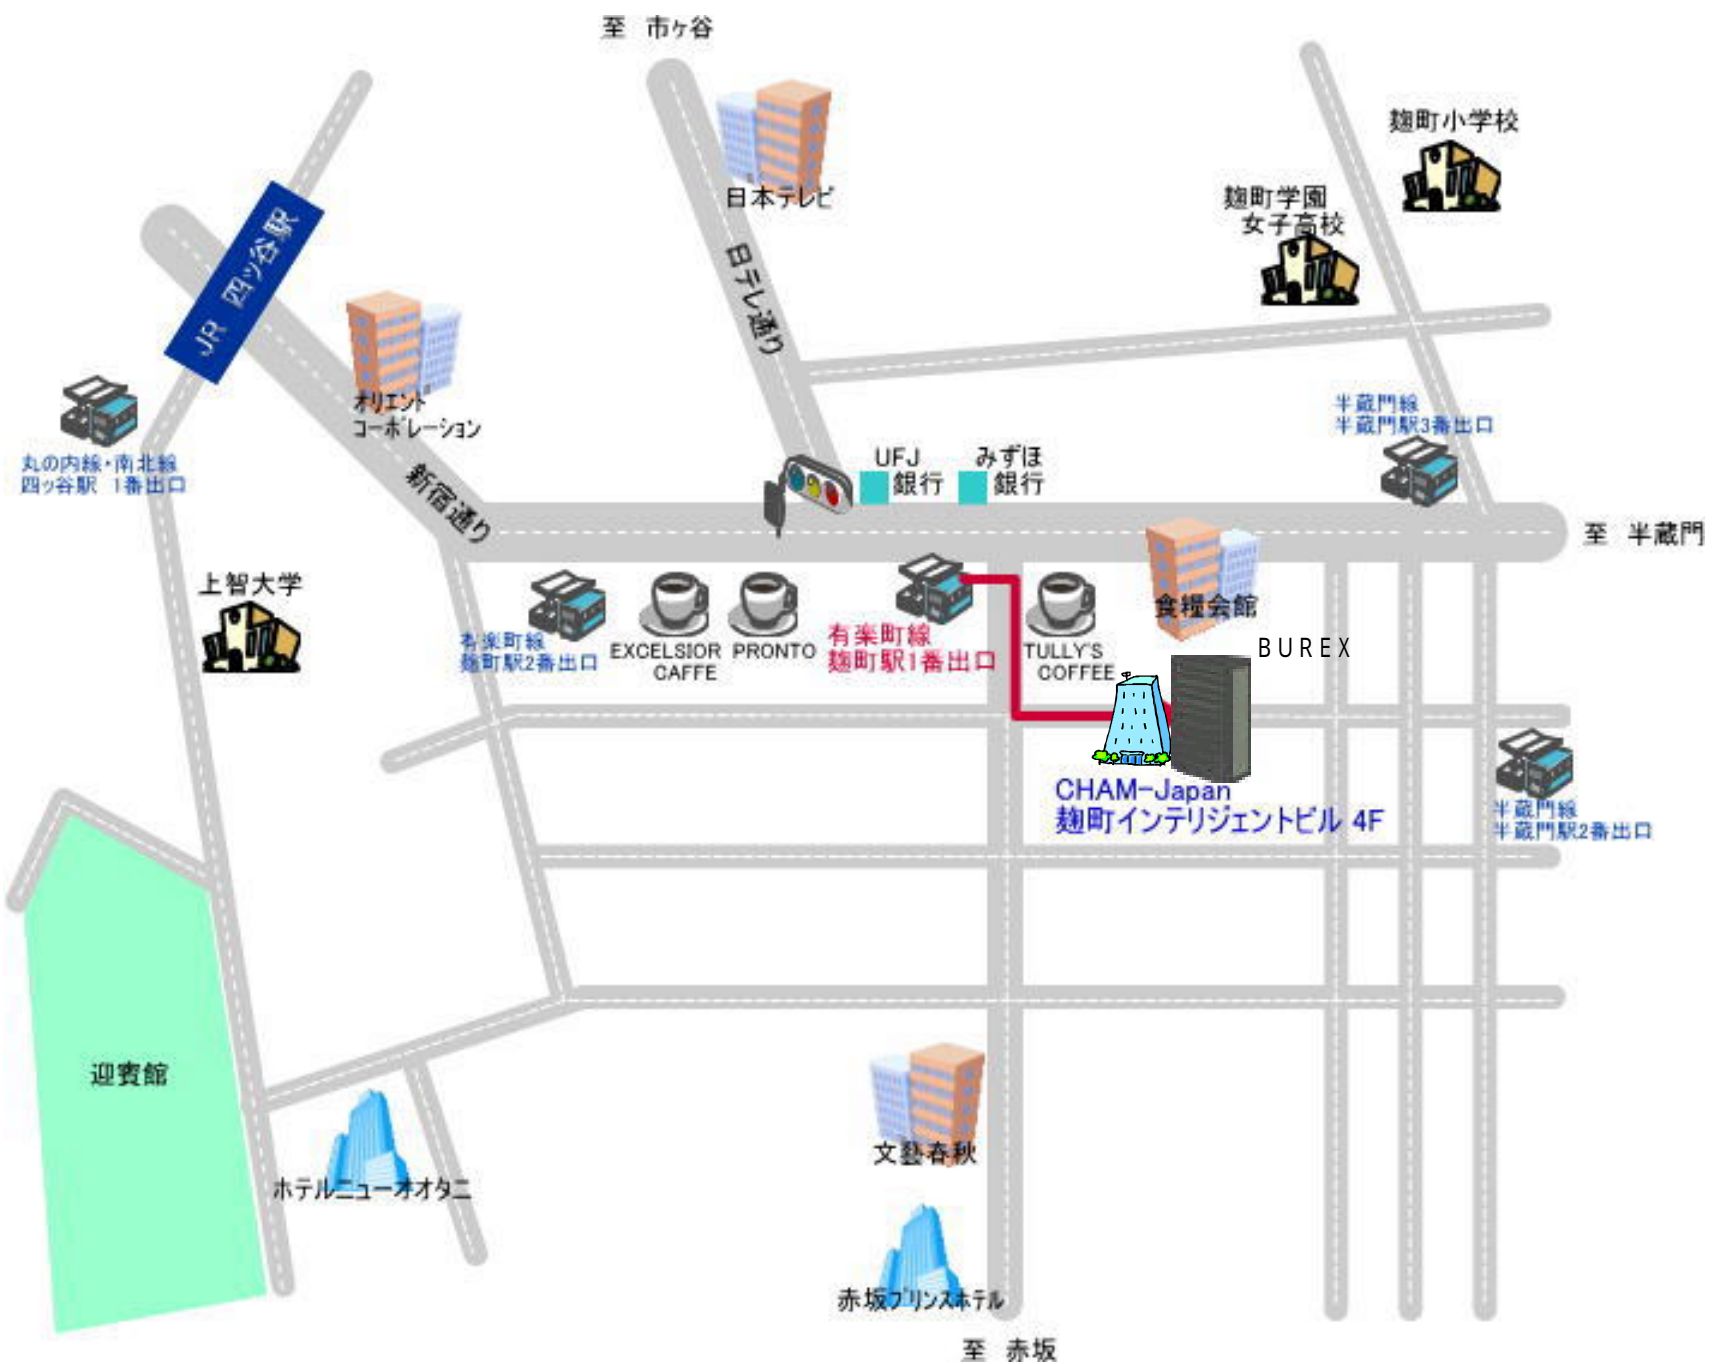 至 市ヶ谷
日本テレビ
日テレ通り
麹町小学校
麹町学園
女子高校
JR 四ッ谷駅
オリエント
コーポレーション
丸の内線・南北線
四ッ谷駅 1番出口
新宿通り
UFJ
銀行
みずほ
銀行
半蔵門線
半蔵門駅3番出口
至 半蔵門
上智大学
有楽町線
麹町駅2番出口
EXCELSIOR
CAFFE
PRONTO
有楽町線
麹町駅1番出口
TULLY'S
COFFEE
食糧会館
BUREX
CHAM-Japan
麹町インテリジェントビル 4F
半蔵門線
半蔵門駅2番出口
迎賓館
ホテルニューオオタニ
文藝春秋
赤坂プリンスホテル
至 赤坂